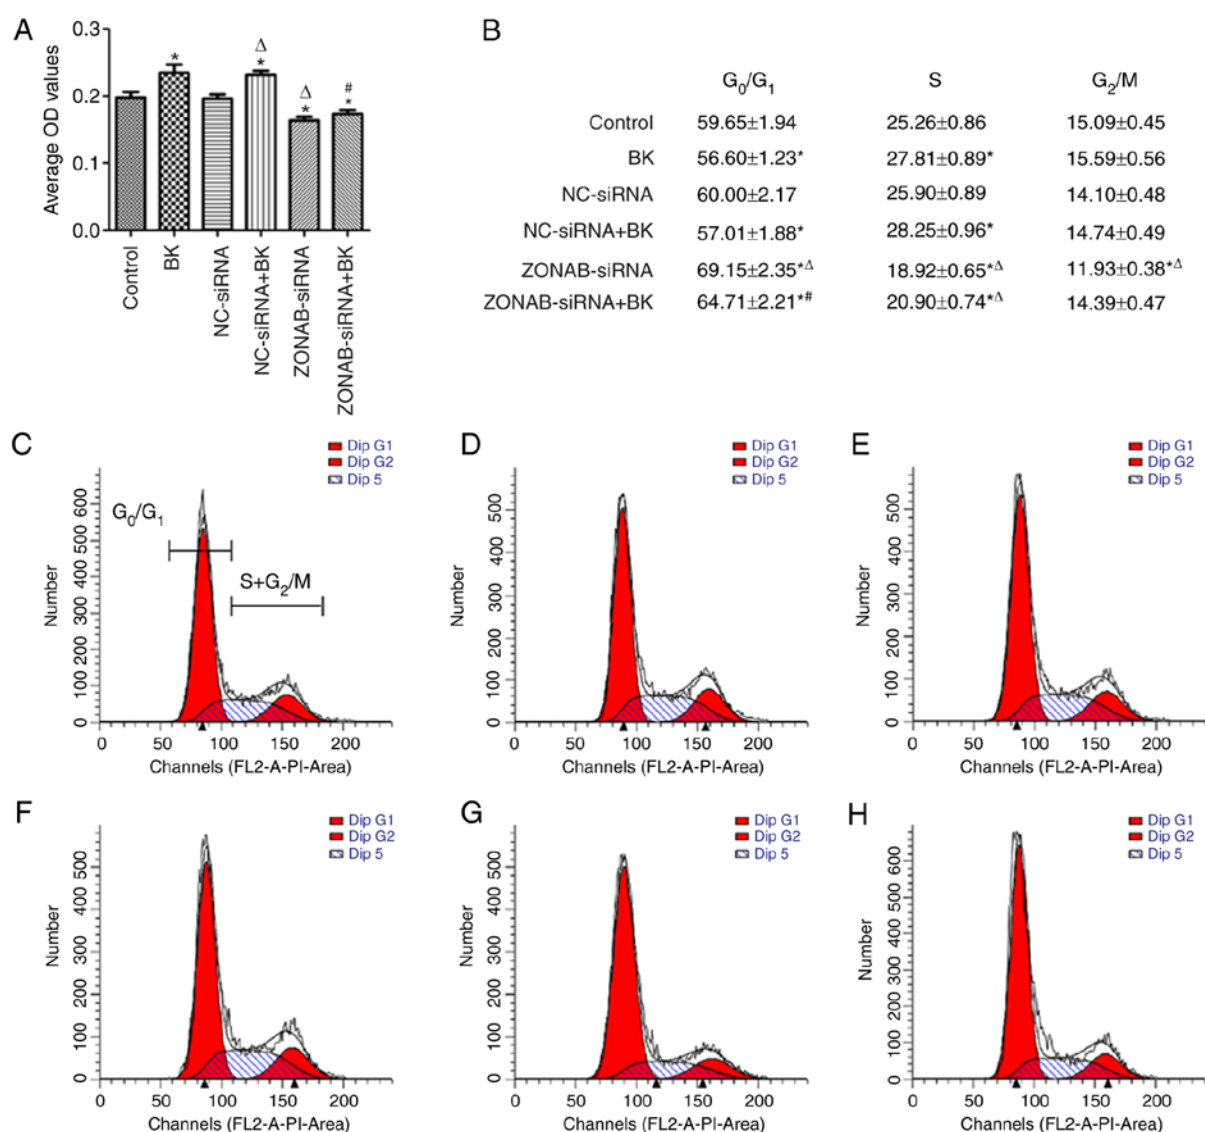 A
0.3
0.2
0.1
0.0
Average OD values
*
Δ
*
Δ
*
#
*
Control
BK
NC-siRNA
NC-siRNA+BK
ZONAB-siRNA
ZONAB-siRNA+BK
B
G0/G1 S G2/M
Control 59.65±1.94 25.26±0.86 15.09±0.45
BK 56.60±1.23* 27.81±0.89* 15.59±0.56
NC-siRNA 60.00±2.17 25.90±0.89 14.10±0.48
NC-siRNA+BK 57.01±1.88* 28.25±0.96* 14.74±0.49
ZONAB-siRNA 69.15±2.35*Δ 18.92±0.65*Δ 11.93±0.38*Δ
ZONAB-siRNA+BK 64.71±2.21*# 20.90±0.74*Δ 14.39±0.47
C
Dip G1
Dip G2
Dip 5
G0/G1
S+G2/M
Number
0 100 200 300 400 500 600
0 50 100 150 200
Channels (FL2-A-PI-Area)
D
Dip G1
Dip G2
Dip 5
Number
0 100 200 300 400 500
0 50 100 150 200
Channels (FL2-A-PI-Area)
E
Dip G1
Dip G2
Dip 5
Number
0 100 200 300 400 500
0 50 100 150 200
Channels (FL2-A-PI-Area)
F
Dip G1
Dip G2
Dip 5
Number
0 100 200 300 400 500
0 50 100 150 200
Channels (FL2-A-PI-Area)
G
Dip G1
Dip G2
Dip 5
Number
0 100 200 300 400 500
0 50 100 150 200
Channels (FL2-A-PI-Area)
H
Dip G1
Dip G2
Dip 5
Number
0 100 200 300 400 500 600
0 50 100 150 200
Channels (FL2-A-PI-Area)